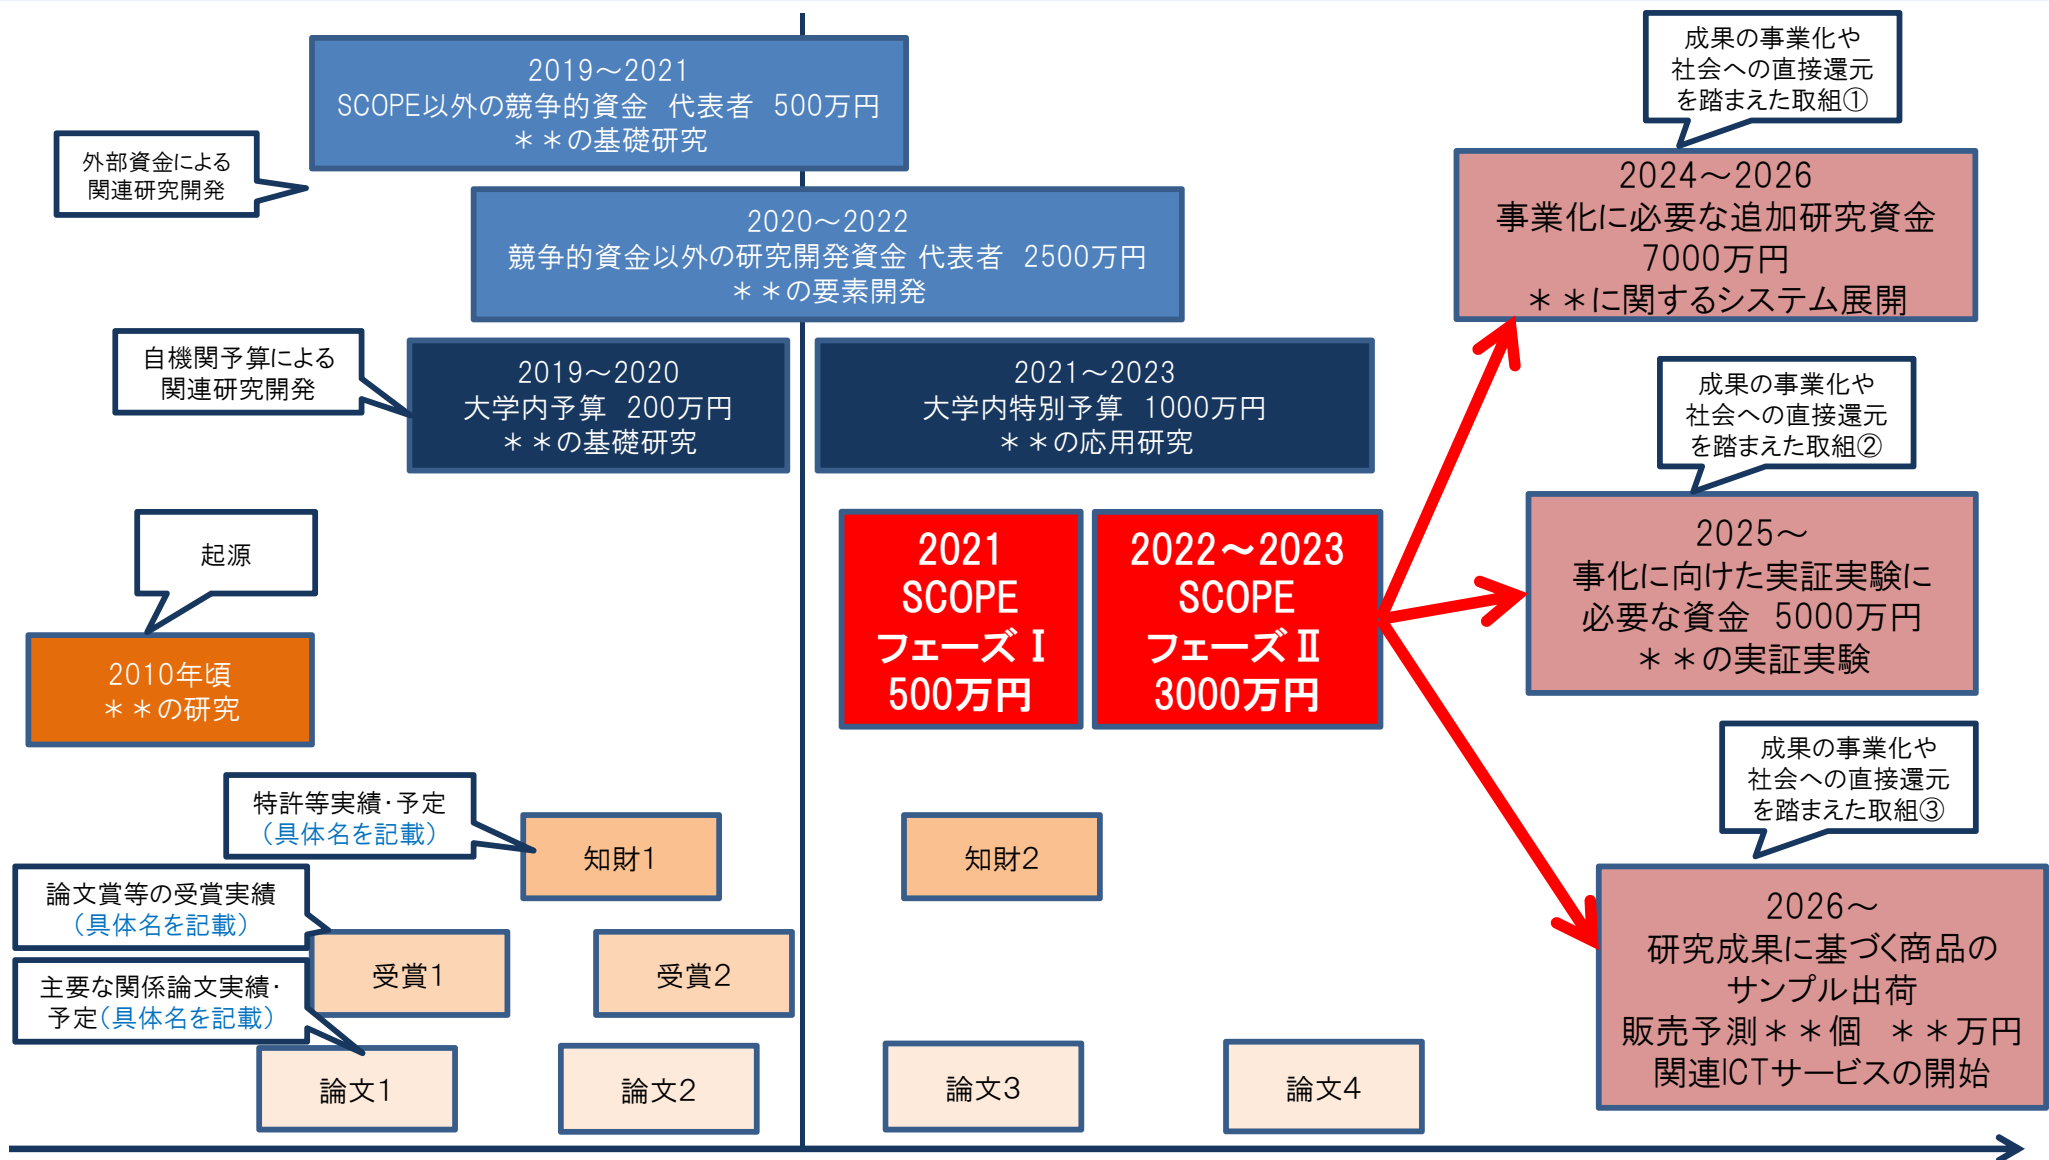 2019～2021
SCOPE以外の競争的資金　代表者　500万円
＊＊の基礎研究
外部資金による
関連研究開発
2020～2022
競争的資金以外の研究開発資金 代表者　2500万円
＊＊の要素開発
自機関予算による
関連研究開発
2019～2020
大学内予算　200万円
＊＊の基礎研究
2021～2023
大学内特別予算　1000万円
＊＊の応用研究
起源
2010年頃
＊＊の研究
2021
SCOPE
フェーズⅠ
500万円
2022～2023
SCOPE
フェーズⅡ
3000万円
成果の事業化や
社会への直接還元
を踏まえた取組①
2024～2026
事業化に必要な追加研究資金
7000万円
＊＊に関するシステム展開
成果の事業化や
社会への直接還元
を踏まえた取組②
2025～
事化に向けた実証実験に
必要な資金　5000万円
＊＊の実証実験
成果の事業化や
社会への直接還元
を踏まえた取組③
2026～
研究成果に基づく商品の
サンプル出荷
販売予測＊＊個　＊＊万円
関連ICTサービスの開始
特許等実績・予定
（具体名を記載）
知財1
知財2
論文賞等の受賞実績
（具体名を記載）
受賞1
受賞2
主要な関係論文実績・
予定（具体名を記載）
論文1
論文2
論文3
論文4